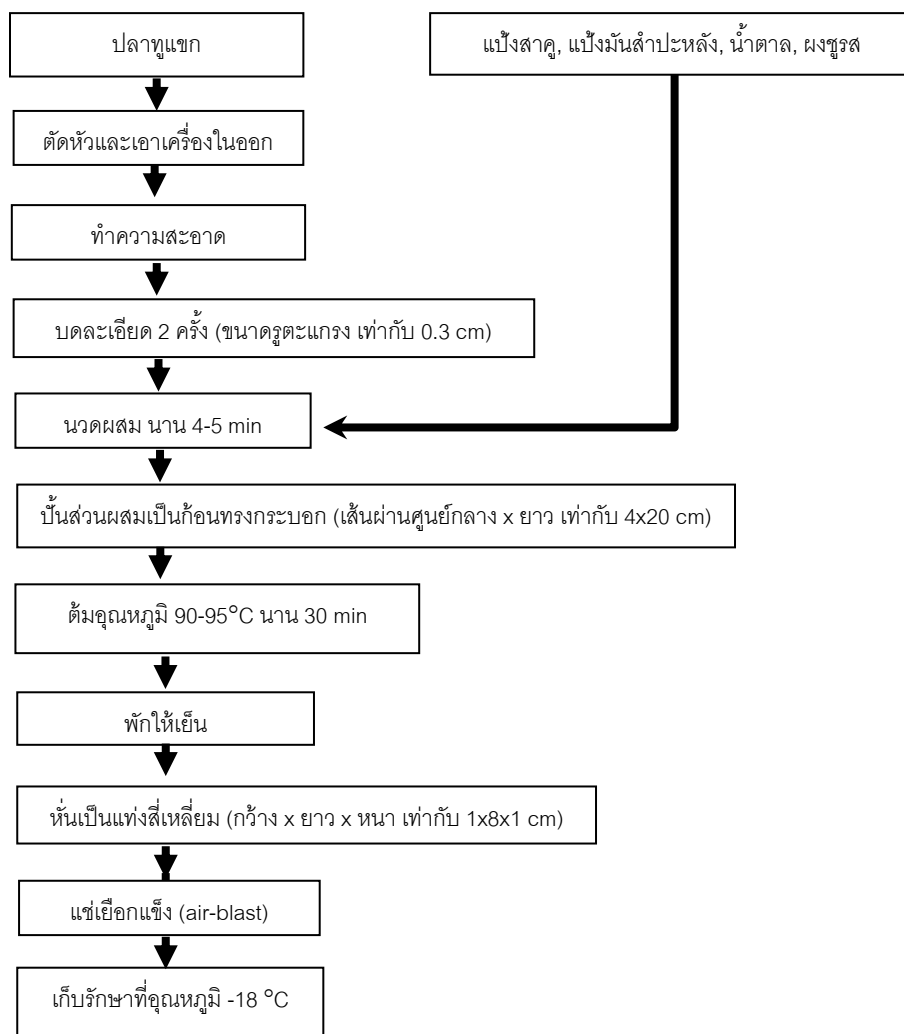 ปลาทูแขก
แป้งสาคู, แป้งมันสำปะหลัง, น้ำตาล, ผงชูรส
ตัดหัวและเอาเครื่องในออก
ทำความสะอาด
บดละเอียด 2 ครั้ง (ขนาดรูตะแกรง เท่ากับ 0.3 cm)
นวดผสม นาน 4-5 min
ปั้นส่วนผสมเป็นก้อนทรงกระบอก (เส้นผ่านศูนย์กลาง x ยาว เท่ากับ 4x20 cm)
ต้มอุณหภูมิ 90-95°C นาน 30 min
พักให้เย็น
หั่นเป็นแท่งสี่เหลี่ยม (กว้าง x ยาว x หนา เท่ากับ 1x8x1 cm)
แช่เยือกแข็ง (air-blast)
เก็บรักษาที่อุณหภูมิ -18 °C